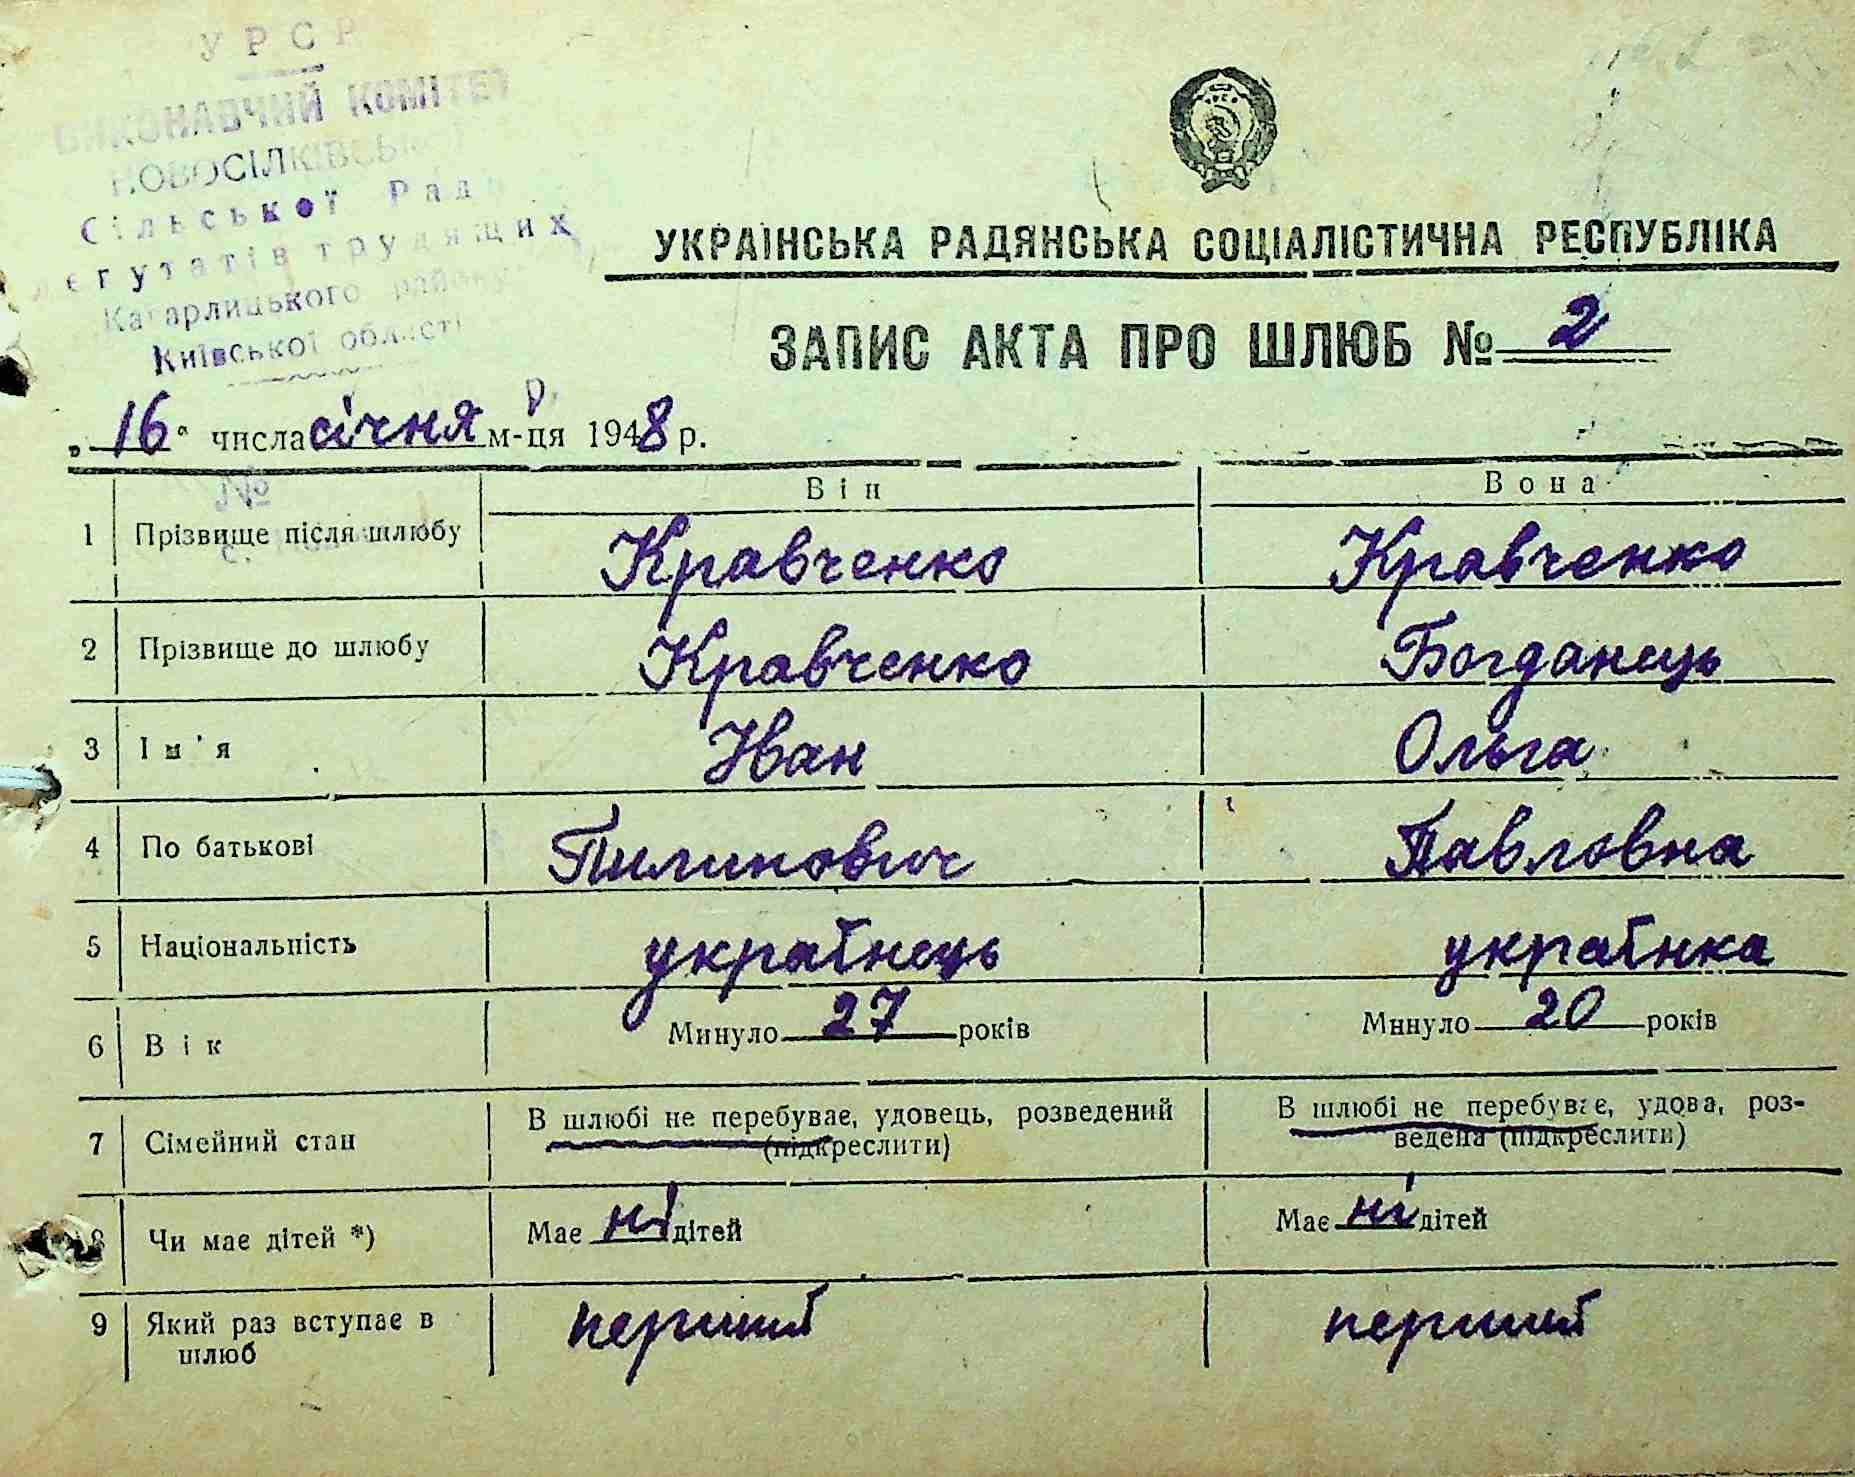 УРСР
ВИКОНАВЧИЙ КОМІТЕТ
НОВОСІЛКІВСЬКОЇ
Сільської Ради
депутатів трудящих
Кагарлицького району
Київської області
УКРАЇНСЬКА РАДЯНСЬКА СОЦІАЛІСТИЧНА РЕСПУБЛІКА
ЗАПИС АКТА ПРО ШЛЮБ № 2
„16“ числа січня м-ця 1948 р.
№
Він Вона
1 Прізвище після шлюбу Кравченко Кравченко
2 Прізвище до шлюбу Кравченко Богданець
3 Ім'я Іван Ольга
4 По батькові Пилипович Павловна
5 Національність українець українка
6 Вік Минуло 27 років Минуло 20 років
7 Сімейний стан В шлюбі не перебуває, удовець, розведений (підкреслити) В шлюбі не перебуває, удова, роз-
ведена (підкреслити)
8 Чи має дітей *) Має ні дітей Має ні дітей
9 Який раз вступає в шлюб перший перший